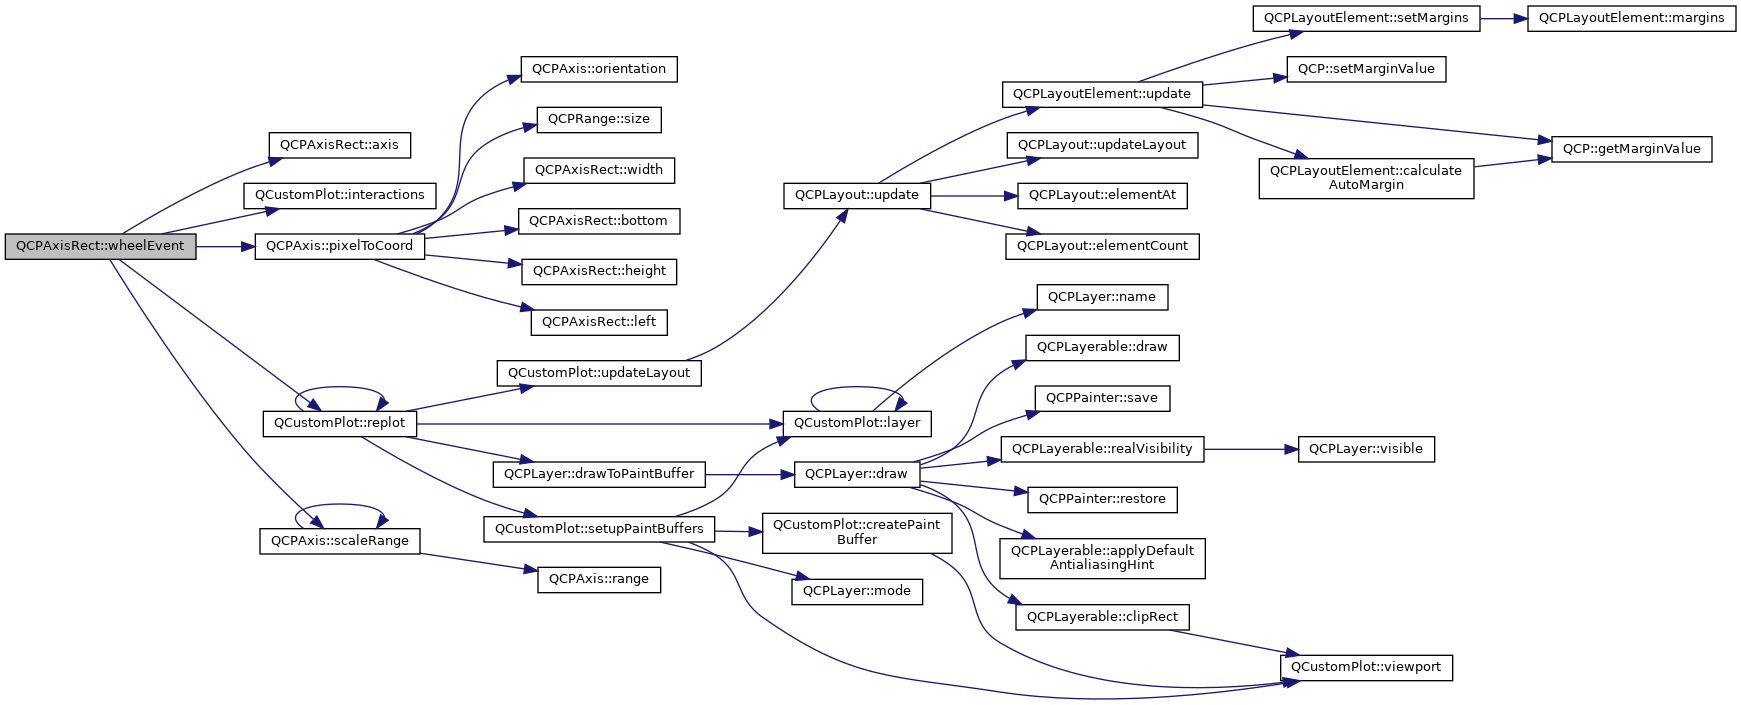 QCPAxisRect::wheelEvent
QCPAxisRect::axis
QCustomPlot::interactions
QCPAxis::pixelToCoord
QCustomPlot::replot
QCPAxis::scaleRange
QCPAxis::orientation
QCPRange::size
QCPAxisRect::width
QCPAxisRect::bottom
QCPAxisRect::height
QCPAxisRect::left
QCustomPlot::updateLayout
QCPLayer::drawToPaintBuffer
QCustomPlot::setupPaintBuffers
QCPAxis::range
QCPLayout::update
QCustomPlot::layer
QCPLayer::draw
QCustomPlot::createPaint
Buffer
QCPLayer::mode
QCPLayoutElement::update
QCPLayout::updateLayout
QCPLayout::elementAt
QCPLayout::elementCount
QCPLayer::name
QCPLayerable::draw
QCPPainter::save
QCPLayerable::realVisibility
QCPPainter::restore
QCPLayerable::applyDefault
AntialiasingHint
QCPLayerable::clipRect
QCPLayoutElement::setMargins
QCP::setMarginValue
QCPLayoutElement::calculate
AutoMargin
QCPLayer::visible
QCustomPlot::viewport
QCPLayoutElement::margins
QCP::getMarginValue